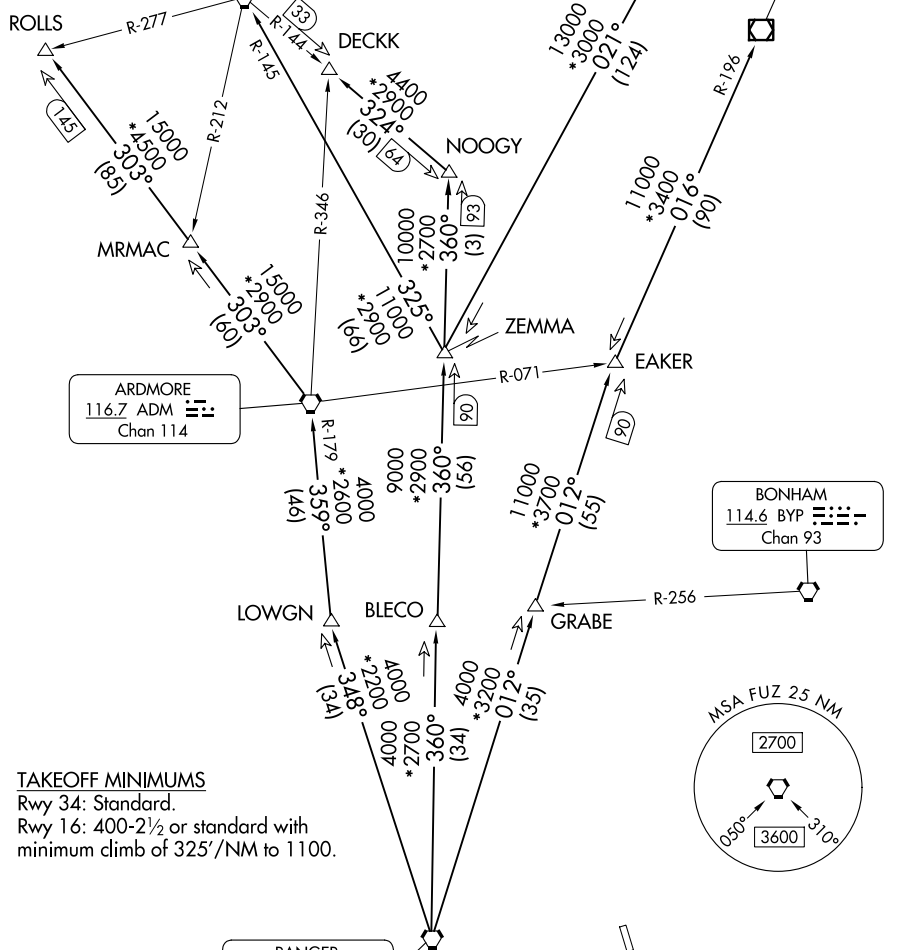 ROLLS
R-277
33
R-144
R-145
DECKK
13000
*3000
021°
(124)
R-196
145
15000
*4500
303°
(85)
R-212
4400
*2900
324°
(30)
64
NOOGY
93
10000
*2700
360°
(3)
11000
*3400
016°
(90)
R-346
MRMAC
15000
*2900
303°
(60)
325°
11000
*2900
(66)
ZEMMA
EAKER
R-071
ARDMORE
116.7 ADM
Chan 114
R-179
90
90
4000
*2600
359°
(46)
9000
*2900
360°
(56)
11000
*3700
012°
(55)
BONHAM
114.6 BYP
Chan 93
R-256
LOWGN
BLECO
GRABE
4000
*2200
348°
(34)
4000
*2700
360°
(34)
4000
*3200
012°
(35)
MSA FUZ 25 NM
2700
050°
3600
310°
TAKEOFF MINIMUMS
Rwy 34: Standard.
Rwy 16: 400-2½ or standard with
minimum climb of 325'/NM to 1100.